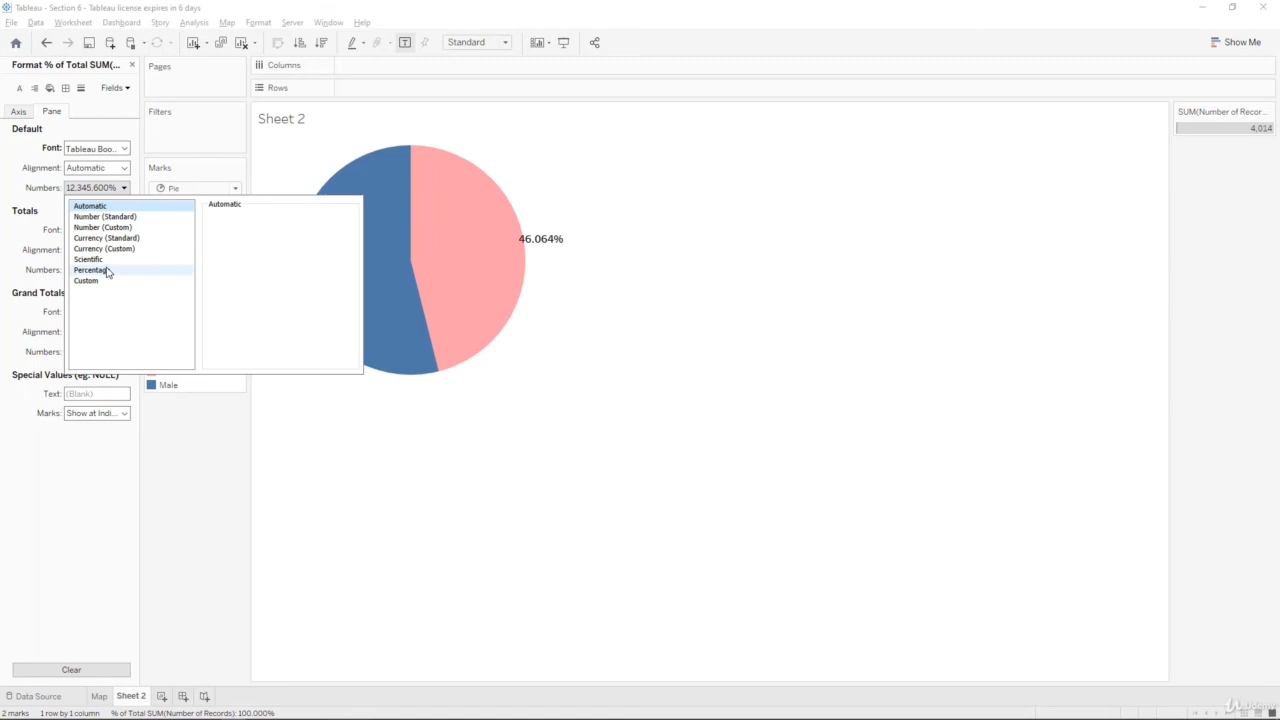 Tableau - Section 6 - Tableau license expires in 6 days
File Data Worksheet Dashboard Story Analysis Map Format Server Window Help
Standard
Show Me
Format % of Total SUM(...
Fields
Axis Pane
Default
Font: Tableau Boo..
Alignment: Automatic
Numbers: 12,345,600%
Totals
Font:
Alignment:
Numbers:
Grand Totals
Font:
Alignment:
Numbers:
Special Values (eg. NULL)
Text: (Blank)
Marks: Show at Indi...
Clear
Automatic
Number (Standard)
Number (Custom)
Currency (Standard)
Currency (Custom)
Scientific
Percentag
Custom
Automatic
Pages
Filters
Marks
Pie
Male
Columns
Rows
Sheet 2
46.064%
SUM(Number of Recor...
4,014
Data Source Map Sheet 2
2 marks 1 row by 1 column % of Total SUM(Number of Records): 100.000%
Udemy